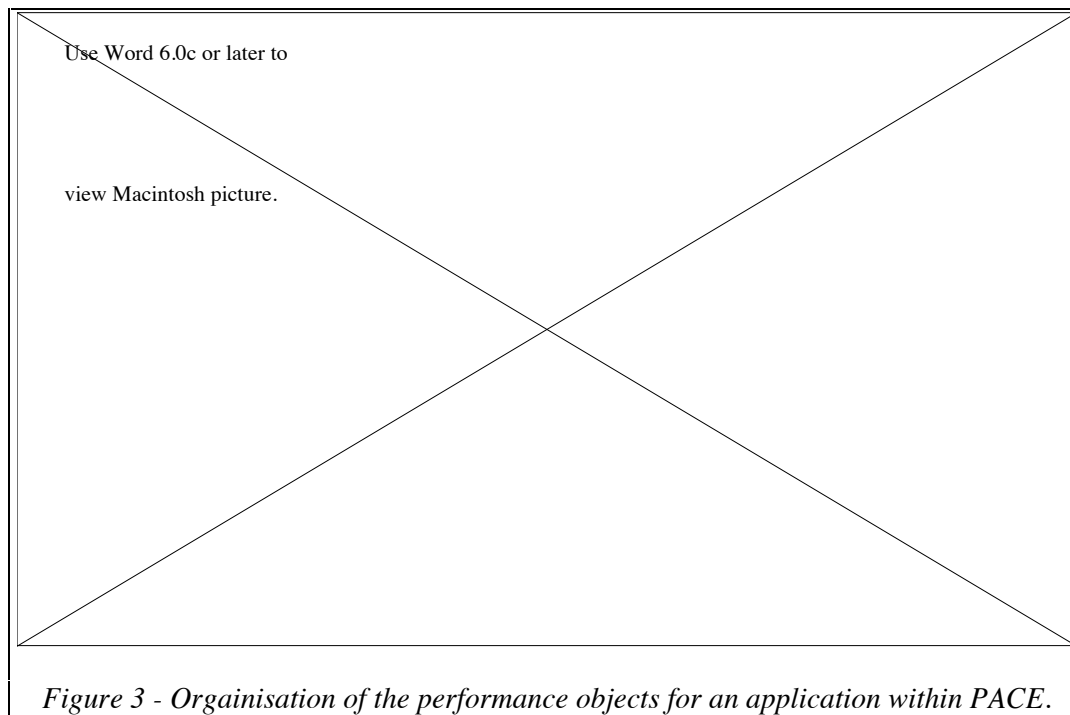 Use Word 6.0c or later to
view Macintosh picture.
Figure 3 - Orgainisation of the performance objects for an application within PACE.